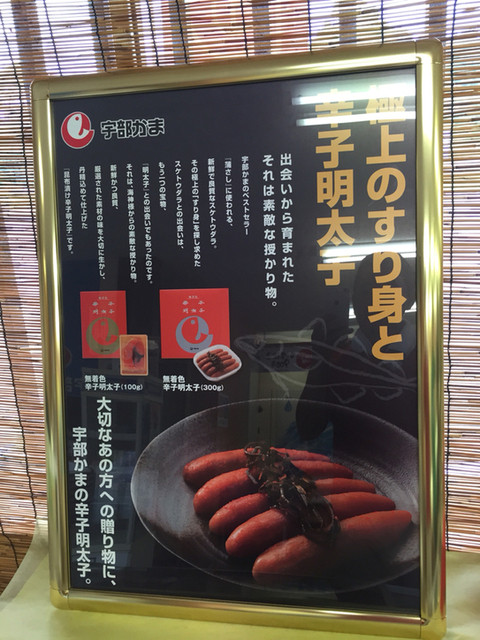 極上のすり身と
辛子明太子
宇部かま
出会いから育まれた
それは素敵な授かり物。
宇部かまのベストセラー
「蒲さし」に使われる、
新鮮で良質なスケトウダラ。
その極上の「すり身」を探し求めた
スケトウダラとの出会いは、
もう一つの宝物、
「明太子」との出会いでもあったのです。
それは、海神様からの素敵な授かり物。
新鮮かつ良質、
厳選された素材の味を大切に生かし、
丹精込めて仕上げた
「昆布漬け辛子明太子」です。
無着色
辛子明太子(100g)
無着色
辛子明太子(300g)
大切なあの方への贈り物に、
宇部かまの辛子明太子。